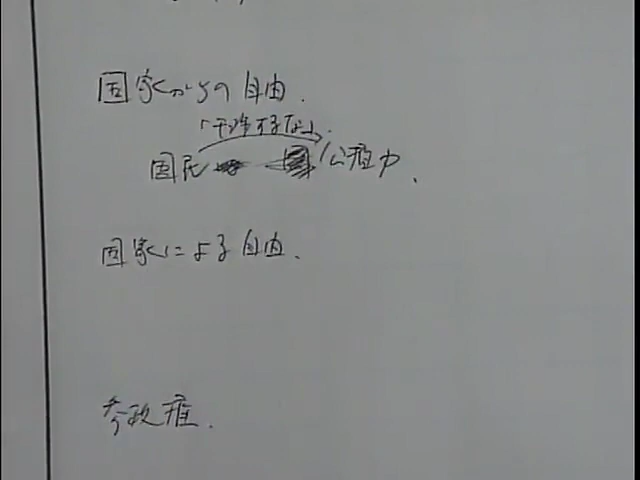 国家からの自由.
「干渉するな」.
国民 公権力.
国家による自由.
参政権.